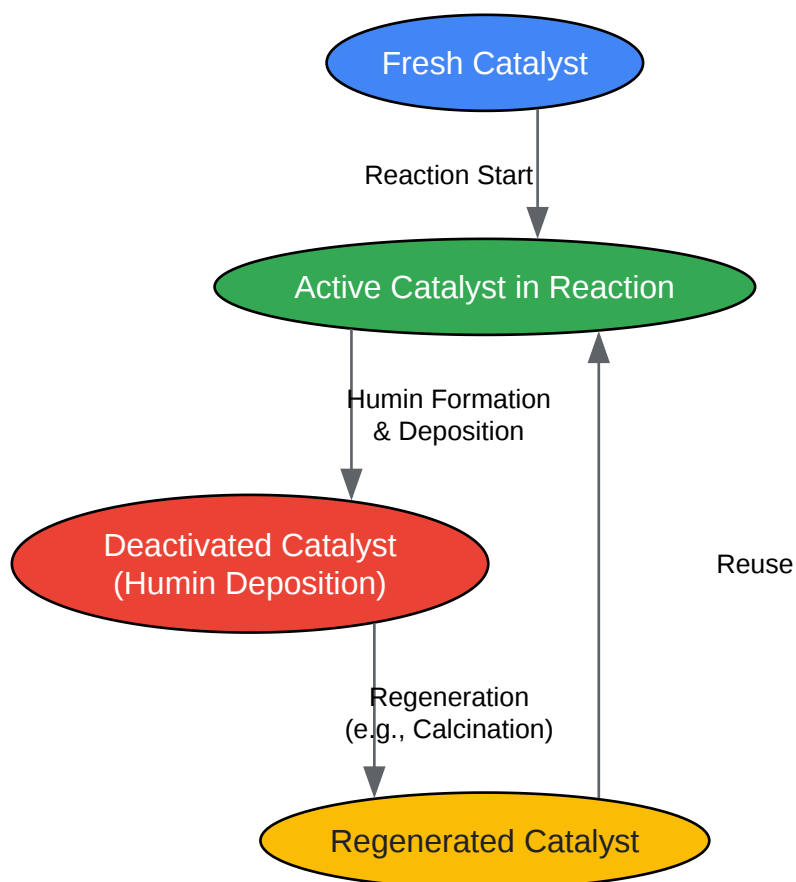 Fresh Catalyst
Reaction Start
Active Catalyst in Reaction
Humin Formation
& Deposition
Deactivated Catalyst
(Humin Deposition)
Reuse
Regeneration
(e.g., Calcination)
Regenerated Catalyst